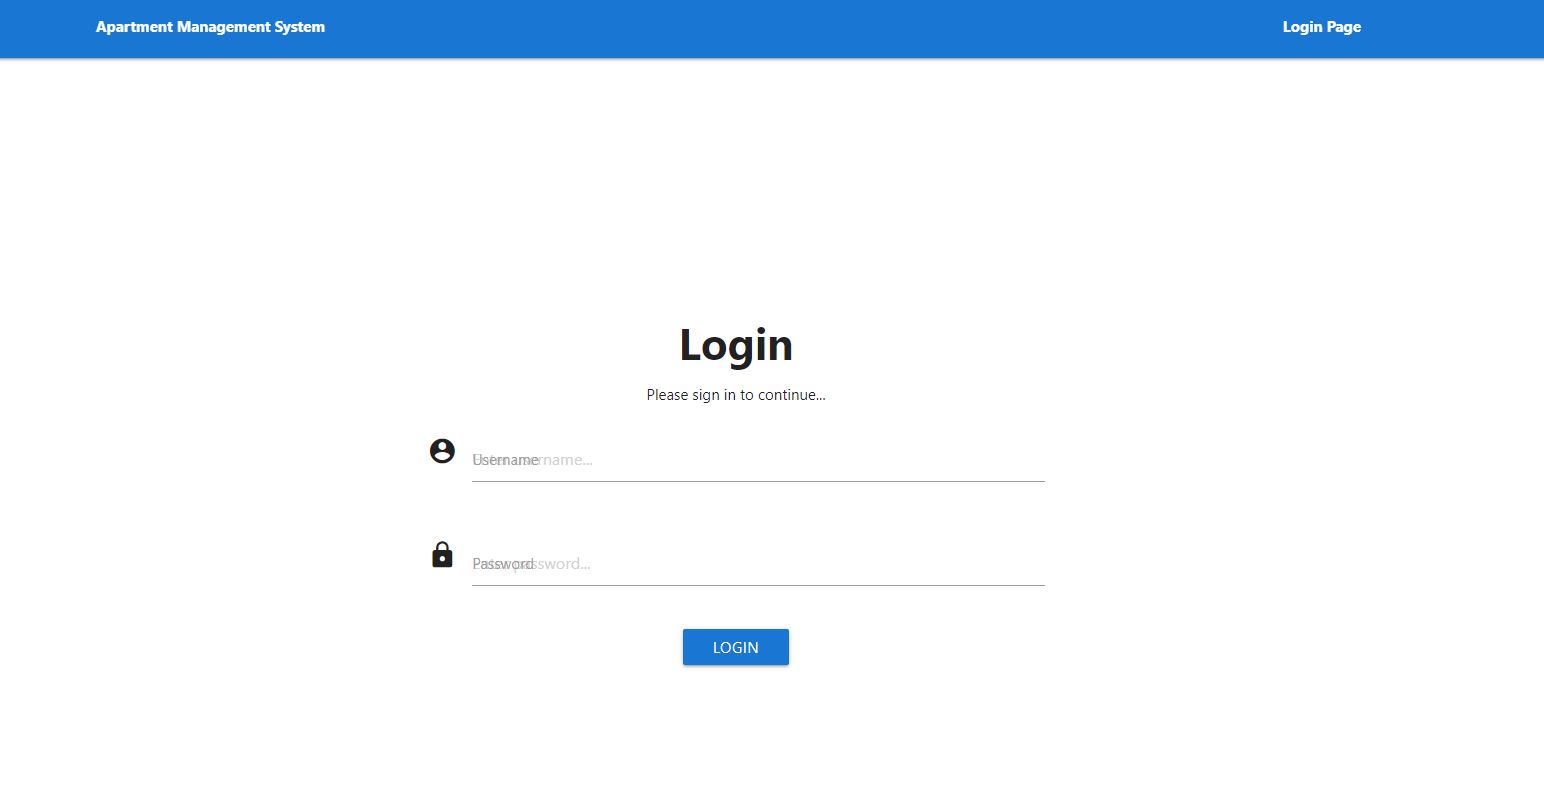 Apartment Management System
Login Page
Login
Please sign in to continue...
Username
Enter username...
Password
Enter password...
LOGIN